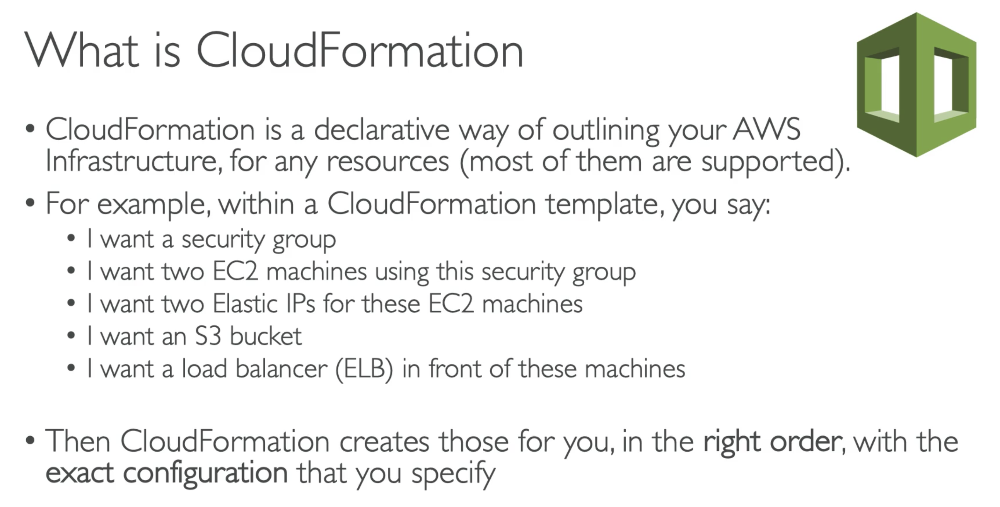 What is CloudFormation
• CloudFormation is a declarative way of outlining your AWS
Infrastructure, for any resources (most of them are supported).
• For example, within a CloudFormation template, you say:
• I want a security group
• I want two EC2 machines using this security group
• I want two Elastic IPs for these EC2 machines
• I want an S3 bucket
• I want a load balancer (ELB) in front of these machines
• Then CloudFormation creates those for you, in the right order, with the
exact configuration that you specify